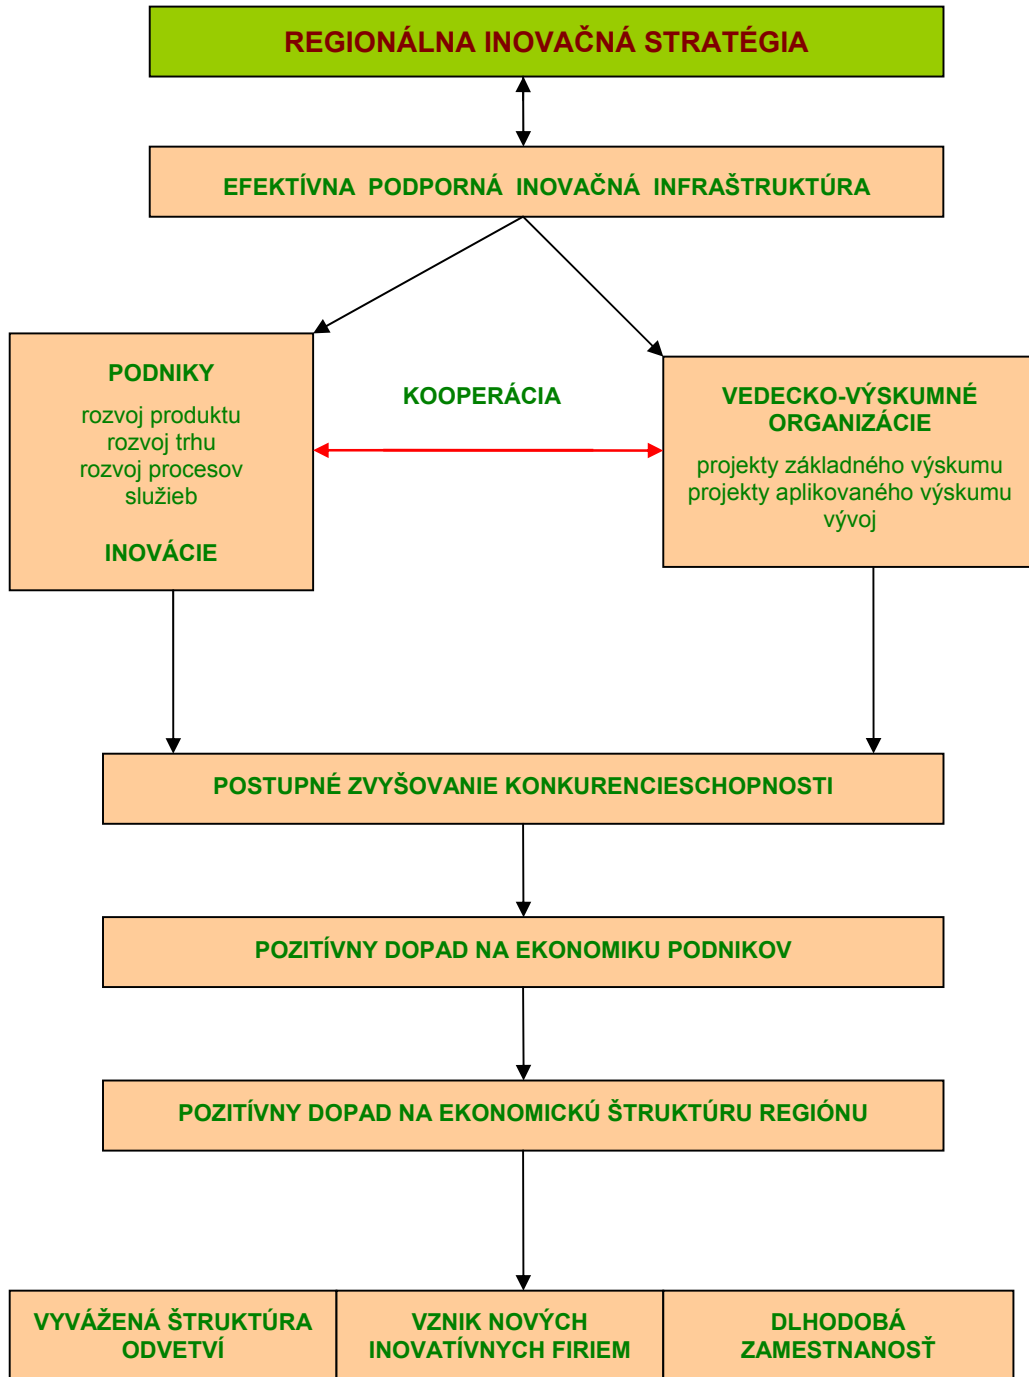 REGIONÁLNA INOVAČNÁ STRATÉGIA
EFEKTÍVNA PODPORNÁ INOVAČNÁ INFRAŠTRUKTÚRA
PODNIKY
rozvoj produktu
rozvoj trhu
rozvoj procesov
služieb
INOVÁCIE
KOOPERÁCIA
VEDECKO-VÝSKUMNÉ
ORGANIZÁCIE
projekty základného výskumu
projekty aplikovaného výskumu
vývoj
POSTUPNÉ ZVYŠOVANIE KONKURENCIESCHOPNOSTI
POZITÍVNY DOPAD NA EKONOMIKU PODNIKOV
POZITÍVNY DOPAD NA EKONOMICKÚ ŠTRUKTÚRU REGIÓNU
VYVÁŽENÁ ŠTRUKTÚRA
ODVETVÍ
VZNIK NOVÝCH
INOVATÍVNYCH FIRIEM
DLHODOBÁ
ZAMESTNANOSŤ